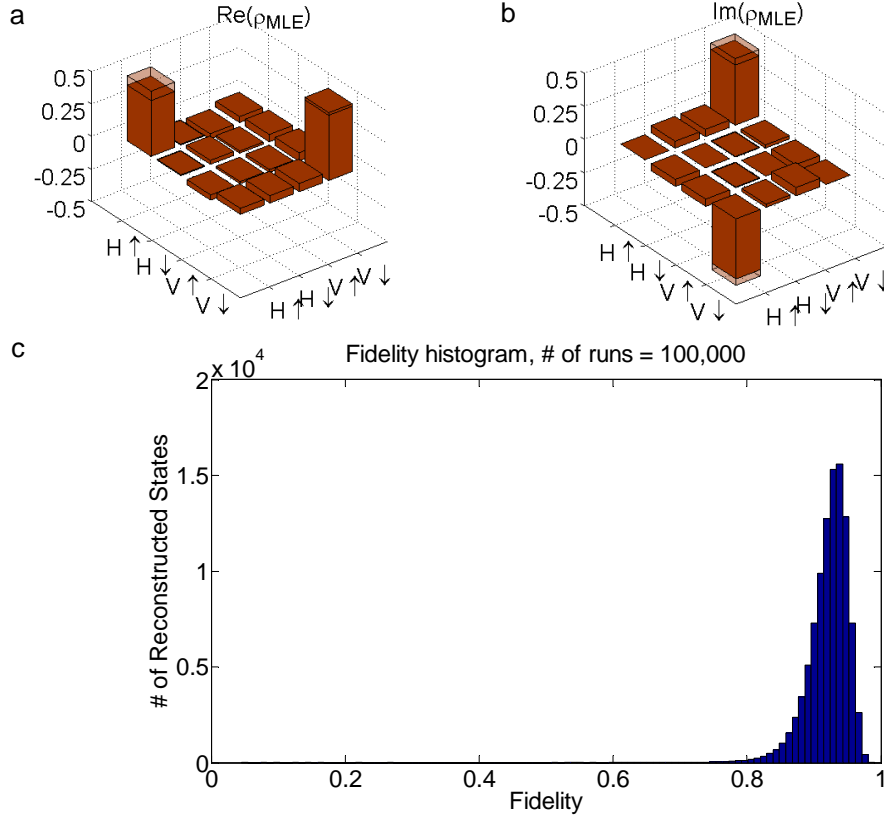 a
Re(ρMLE)
0.5
0.25
0
-0.25
-0.5
H ↑
H ↓
V ↑
V ↓
H ↑
H ↓
V ↑
V ↓
b
Im(ρMLE)
0.5
0.25
0
-0.25
-0.5
H ↑
H ↓
V ↑
V ↓
H ↑
H ↓
V ↑
V ↓
c
Fidelity histogram, # of runs = 100,000
x 10^4
2
1.5
1
0.5
0
# of Reconstructed States
0 0.2 0.4 0.6 0.8 1
Fidelity